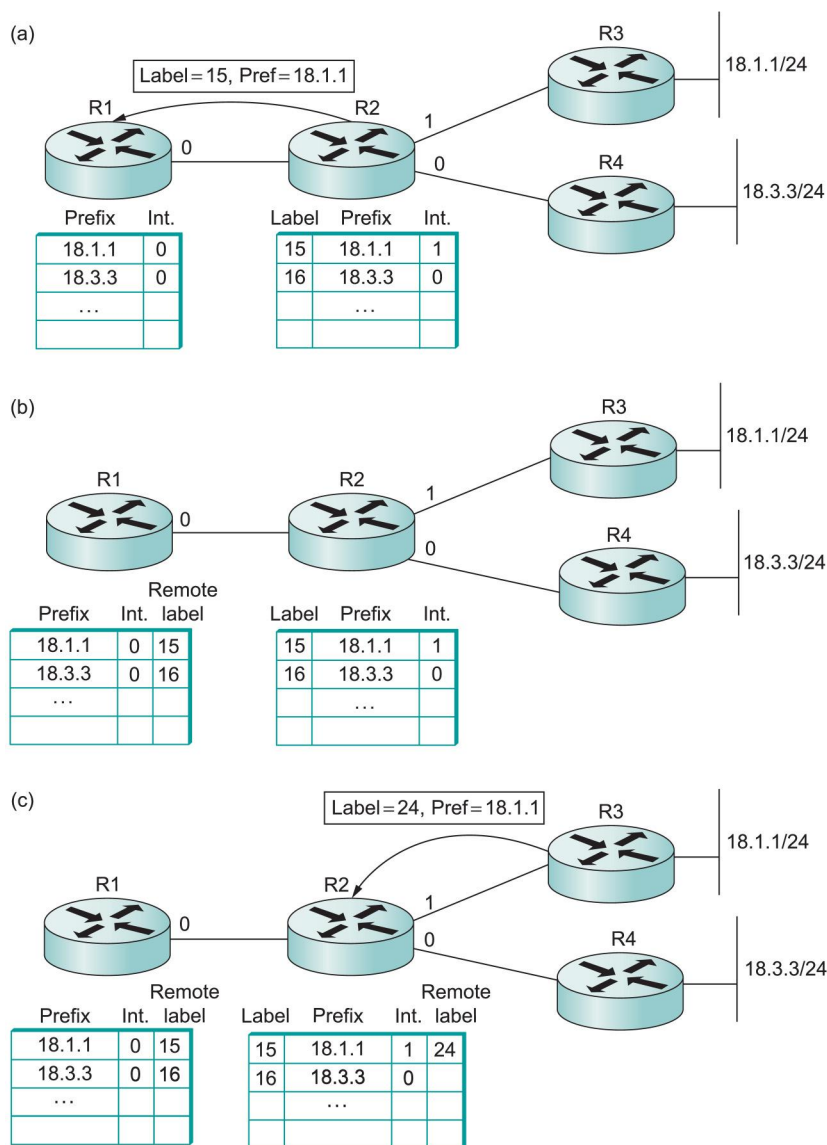 (a)
R3
18.1.1/24
Label=15, Pref=18.1.1
R1
R2
1
0
0
R4
18.3.3/24
Prefix Int.
18.1.1 0
18.3.3 0
...
Label Prefix Int.
15 18.1.1 1
16 18.3.3 0
...
(b)
R3
18.1.1/24
R1
R2
1
0
0
R4
18.3.3/24
Remote
Prefix Int. label
18.1.1 0 15
18.3.3 0 16
...
Label Prefix Int.
15 18.1.1 1
16 18.3.3 0
...
(c)
Label=24, Pref=18.1.1
R3
18.1.1/24
R1
R2
1
0
0
R4
18.3.3/24
Remote
Prefix Int. label
18.1.1 0 15
18.3.3 0 16
...
Remote
Label Prefix Int. label
15 18.1.1 1 24
16 18.3.3 0
...